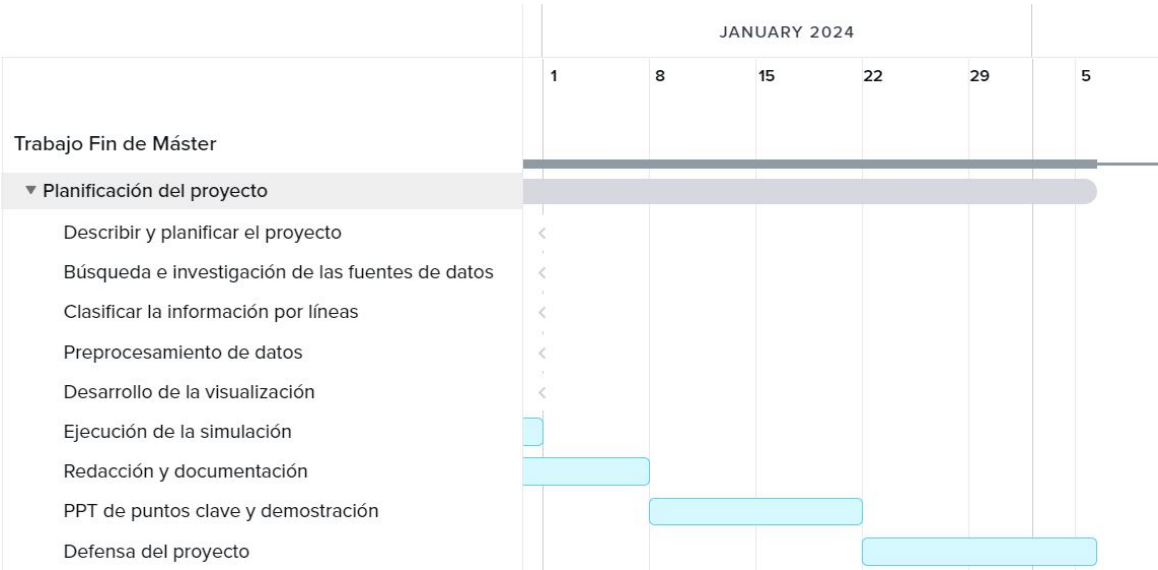 JANUARY 2024
1 8 15 22 29 5
Trabajo Fin de Máster
Planificación del proyecto
Describir y planificar el proyecto
Búsqueda e investigación de las fuentes de datos
Clasificar la información por líneas
Preprocesamiento de datos
Desarrollo de la visualización
Ejecución de la simulación
Redacción y documentación
PPT de puntos clave y demostración
Defensa del proyecto